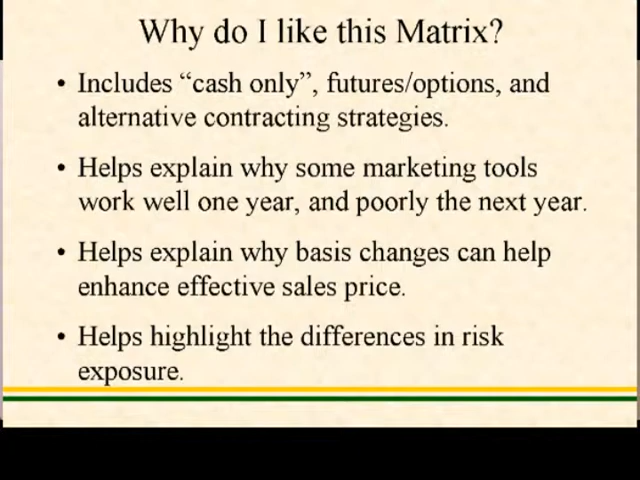 Why do I like this Matrix?
• Includes “cash only”, futures/options, and
alternative contracting strategies.
• Helps explain why some marketing tools
work well one year, and poorly the next year.
• Helps explain why basis changes can help
enhance effective sales price.
• Helps highlight the differences in risk
exposure.